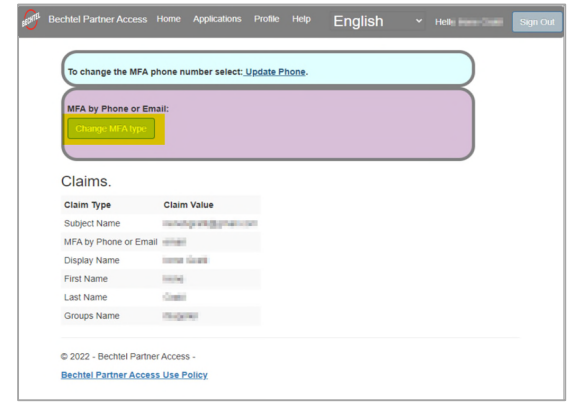 BECHTEL Bechtel Partner Access Home Applications Profile Help English Hello Sign Out
To change the MFA phone number select: Update Phone.
MFA by Phone or Email:
Change MFA type
Claims.
Claim Type Claim Value
Subject Name
MFA by Phone or Email
Display Name
First Name
Last Name
Groups Name
© 2022 - Bechtel Partner Access -
Bechtel Partner Access Use Policy